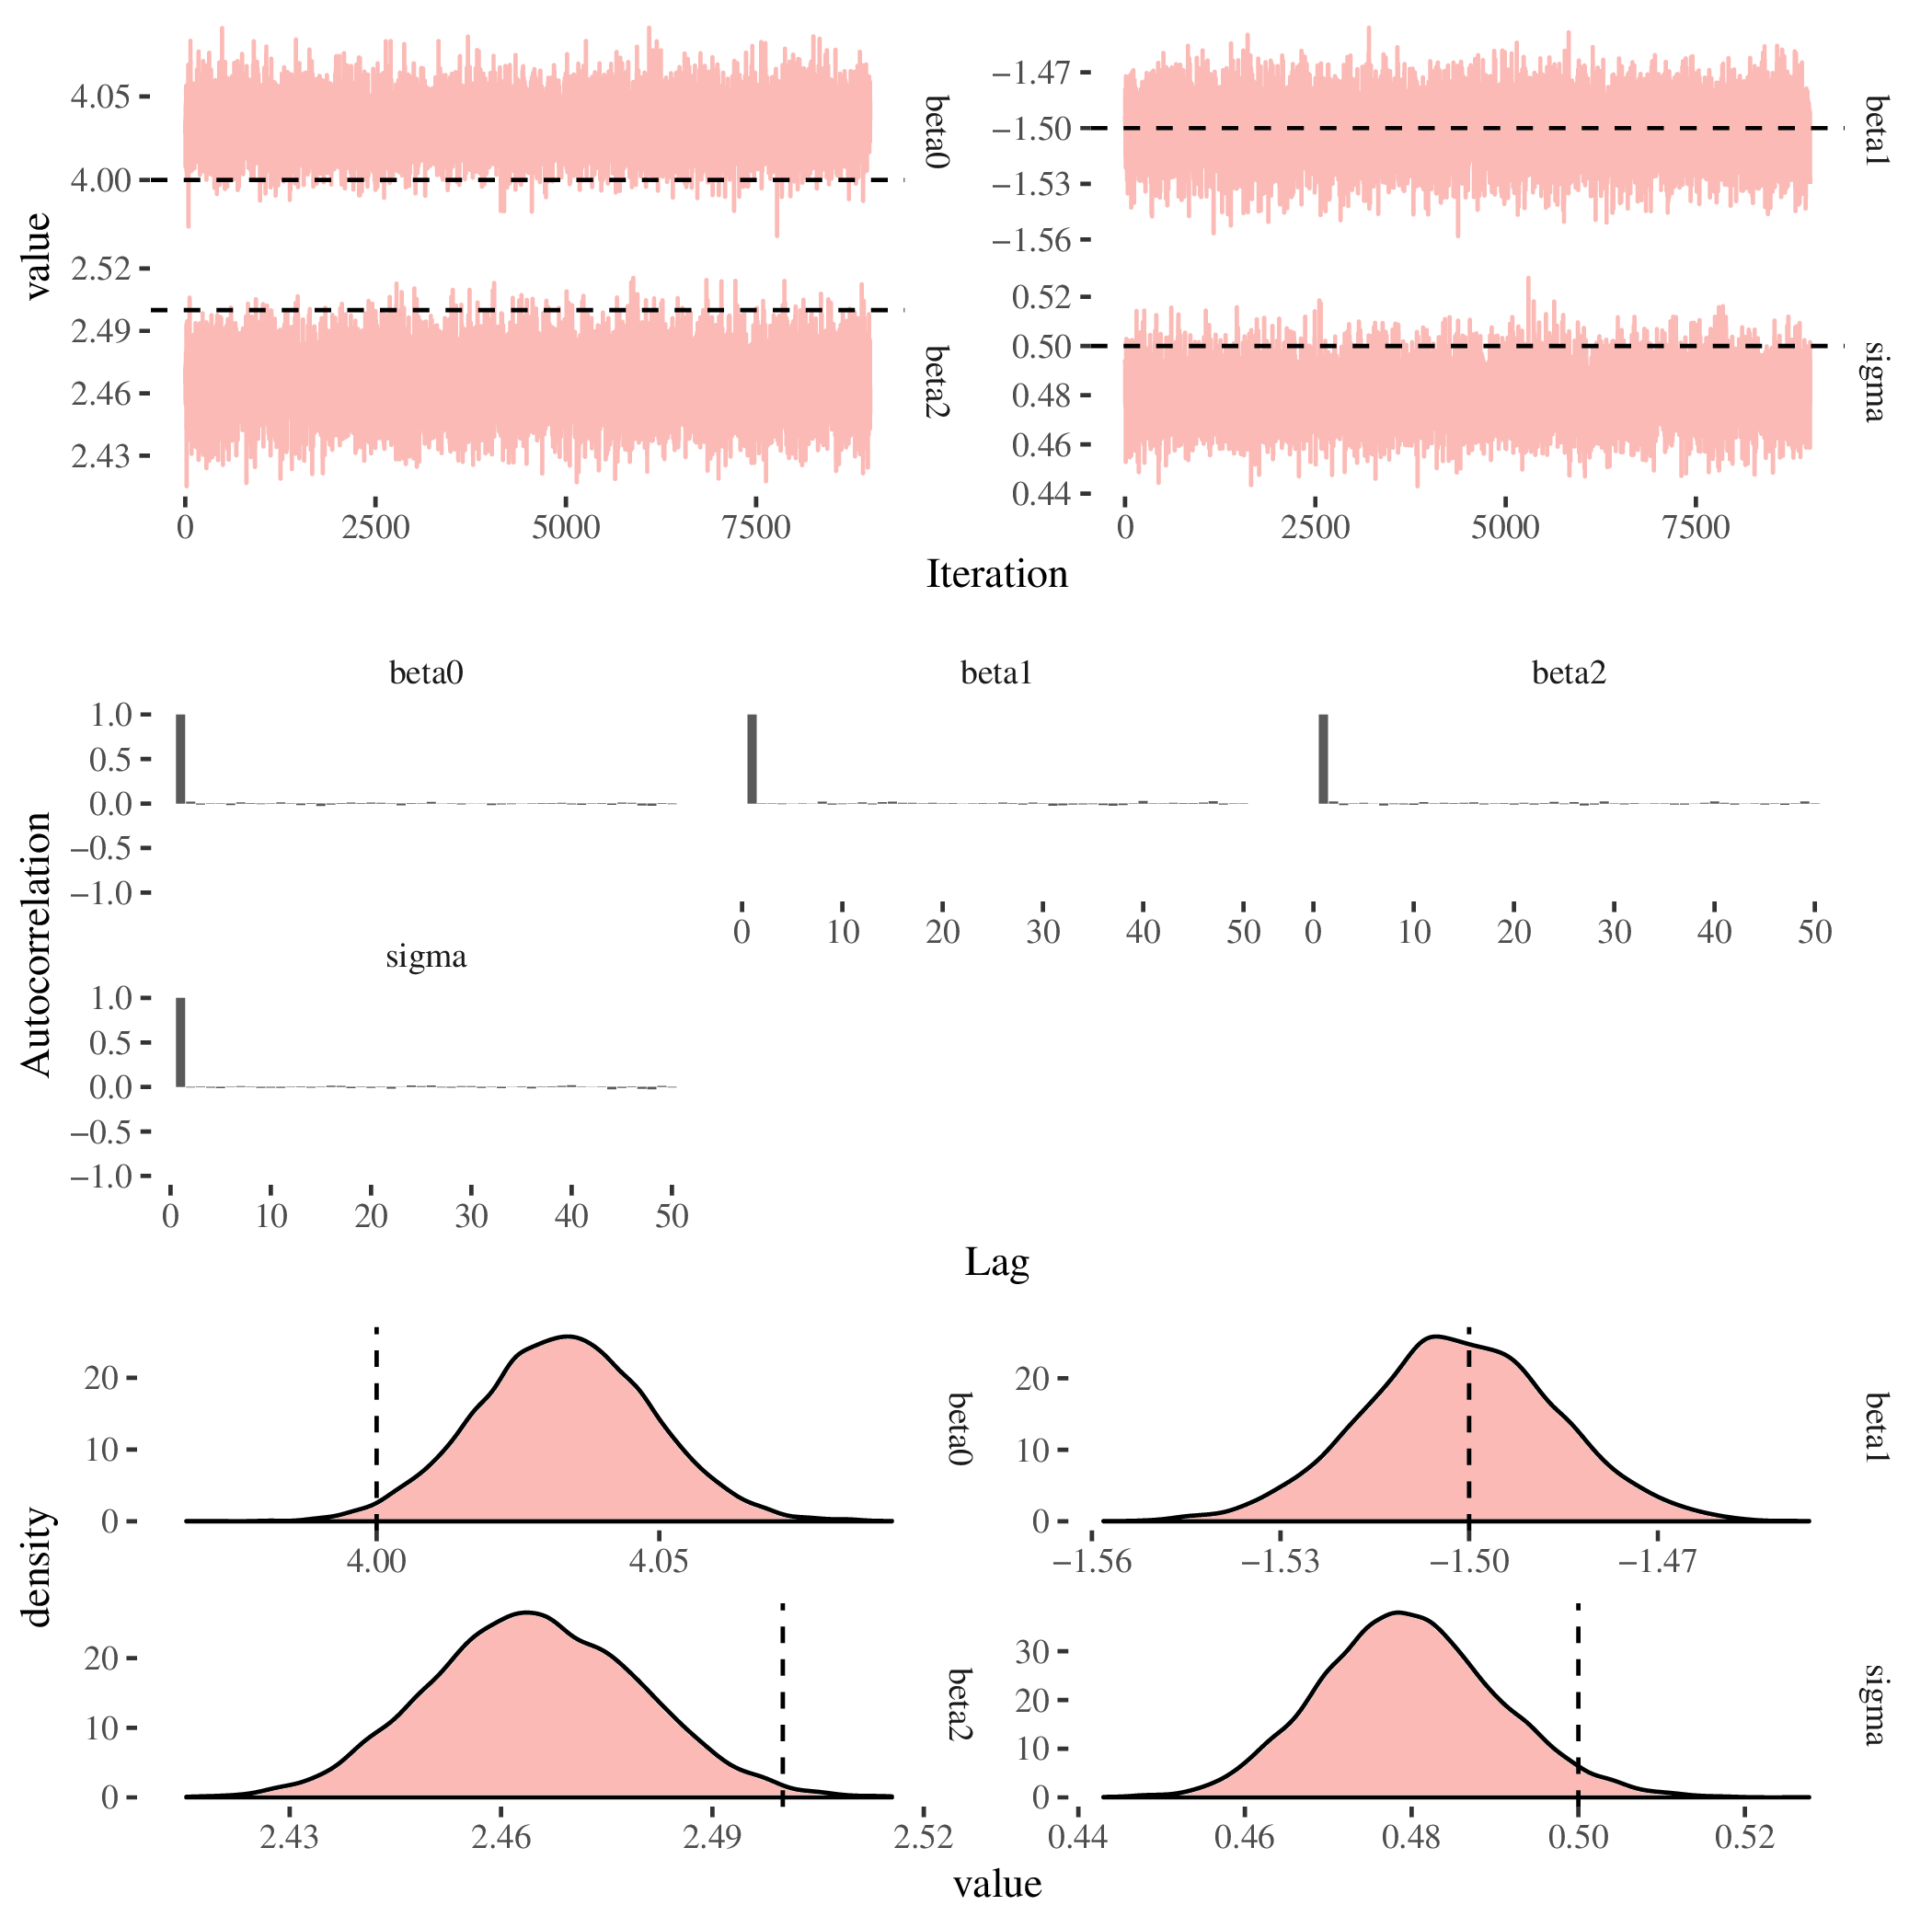 value
4.05
4.00
beta0
−1.47
−1.50
−1.53
−1.56
beta1
2.52
2.49
2.46
2.43
beta2
0.52
0.50
0.48
0.46
0.44
sigma
0 2500 5000 7500
0 2500 5000 7500
Iteration
Autocorrelation
beta0 beta1 beta2
1.0
0.5
0.0
−0.5
−1.0
0 10 20 30 40 50
0 10 20 30 40 50
sigma
1.0
0.5
0.0
−0.5
−1.0
0 10 20 30 40 50
Lag
density
20
10
0
4.00 4.05
beta0
20
10
0
−1.56 −1.53 −1.50 −1.47
beta1
20
10
0
2.43 2.46 2.49 2.52
beta2
30
20
10
0
0.44 0.46 0.48 0.50 0.52
sigma
value